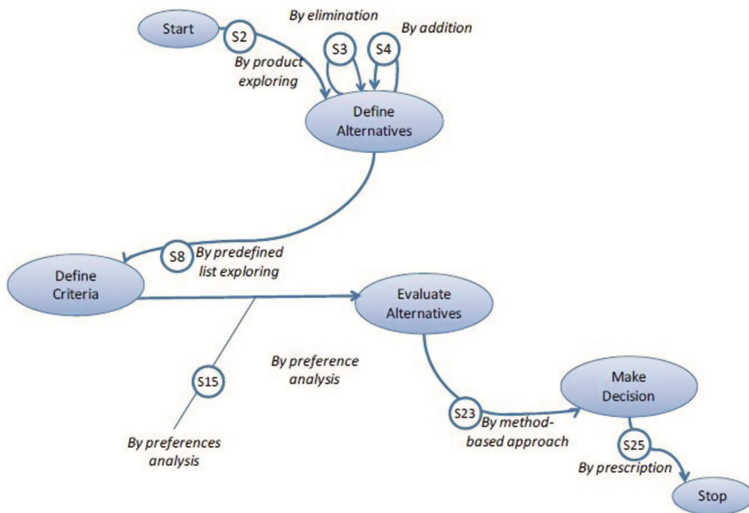 Start
S2
By product
exploring
By elimination
S3
S4
By addition
Define
Alternatives
S8
By predefined
list exploring
Define
Criteria
Evaluate
Alternatives
S15
By preference
analysis
By preferences
analysis
S23
By method-
based approach
Make
Decision
S25
By prescription
Stop